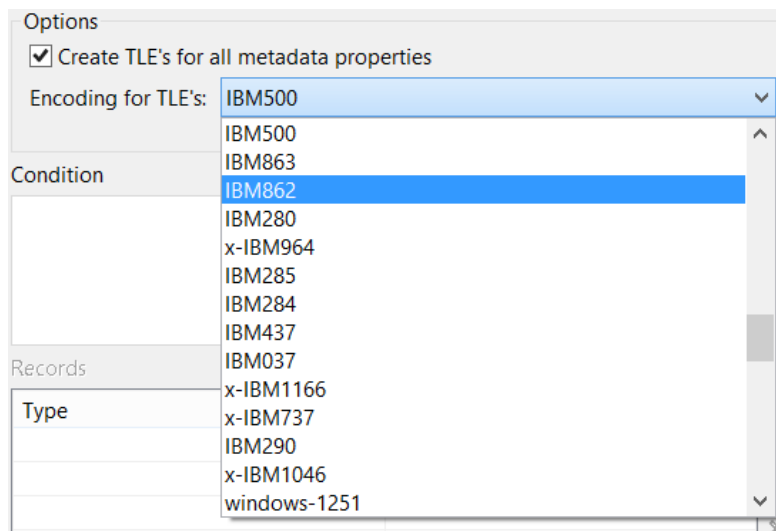 Options
Create TLE's for all metadata properties
Encoding for TLE's: IBM500
IBM500
IBM863
Condition
IBM862
IBM280
x-IBM964
IBM285
IBM284
IBM437
IBM037
Records
x-IBM1166
Type
x-IBM737
IBM290
x-IBM1046
windows-1251